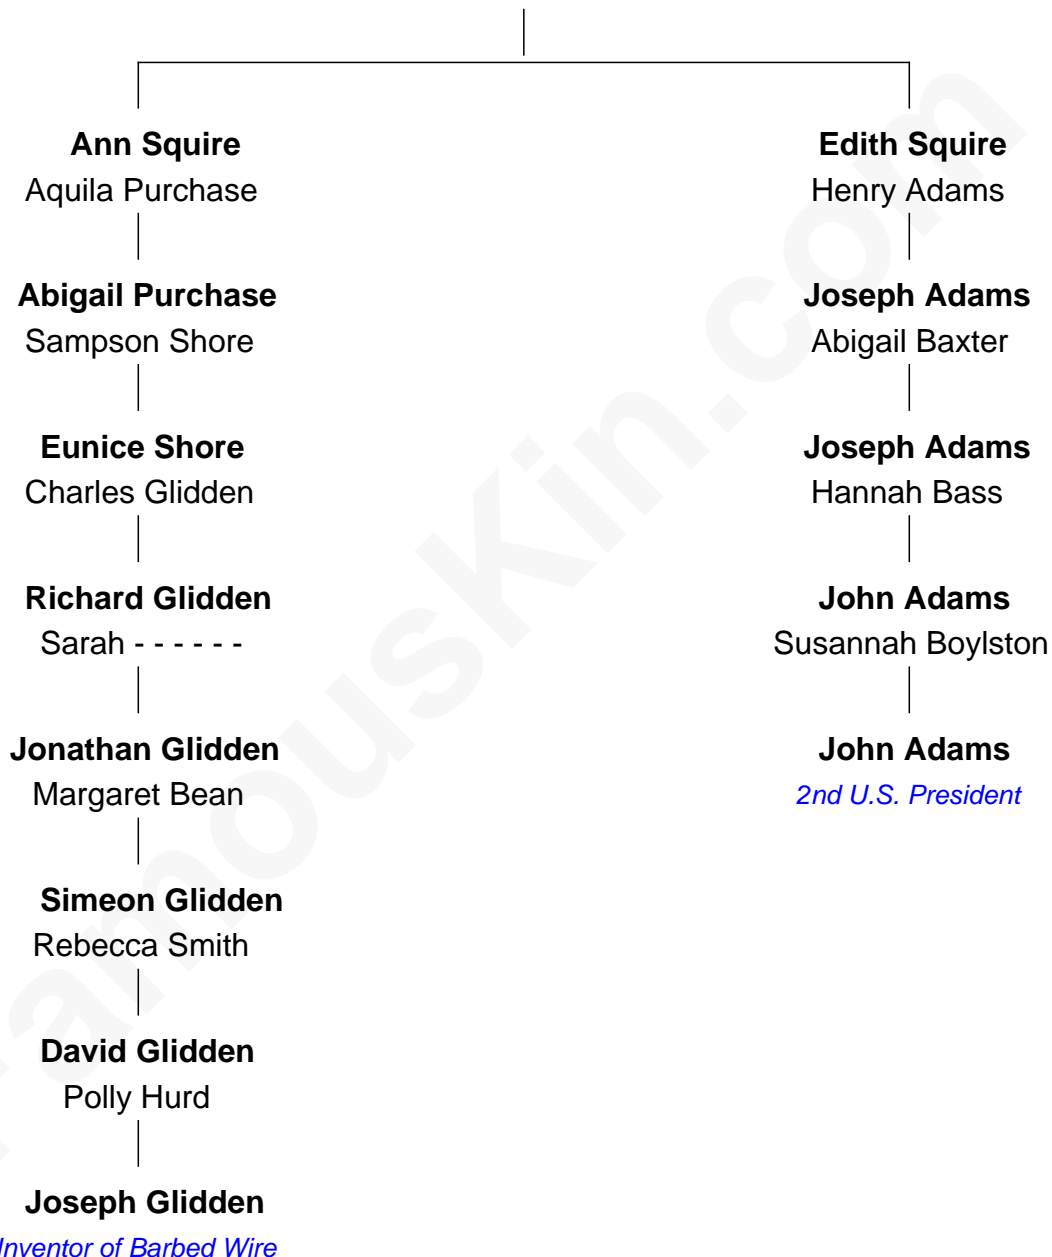 Ann Squire
Aquila Purchase
Abigail Purchase
Sampson Shore
Eunice Shore
Charles Glidden
Richard Glidden
Sarah - - - - - -
Jonathan Glidden
Margaret Bean
Simeon Glidden
Rebecca Smith
David Glidden
Polly Hurd
Joseph Glidden
Inventor of Barbed Wire
Edith Squire
Henry Adams
Joseph Adams
Abigail Baxter
Joseph Adams
Hannah Bass
John Adams
Susannah Boylston
John Adams
2nd U.S. President
FamousKin.com